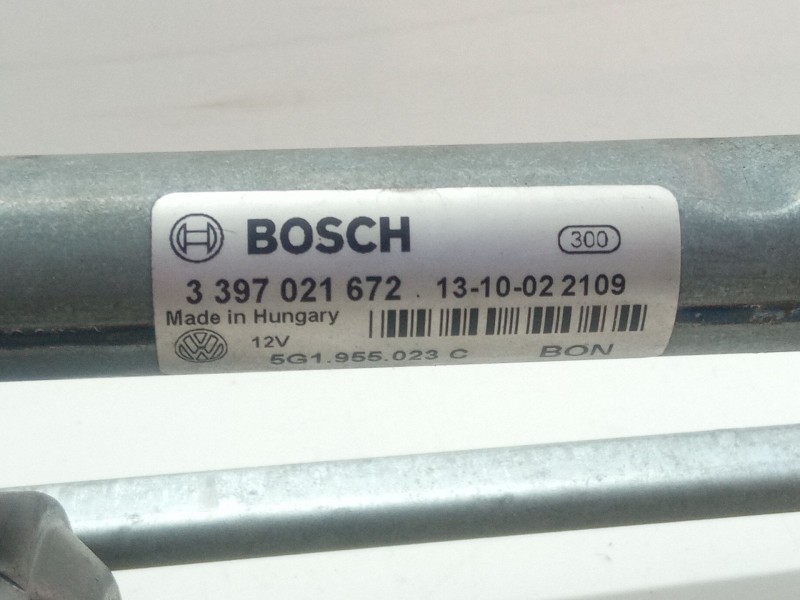 BOSCH 300
3 397 021 672 13-10-02 2109
Made in Hungary
12V
5G1.955.023 C BON